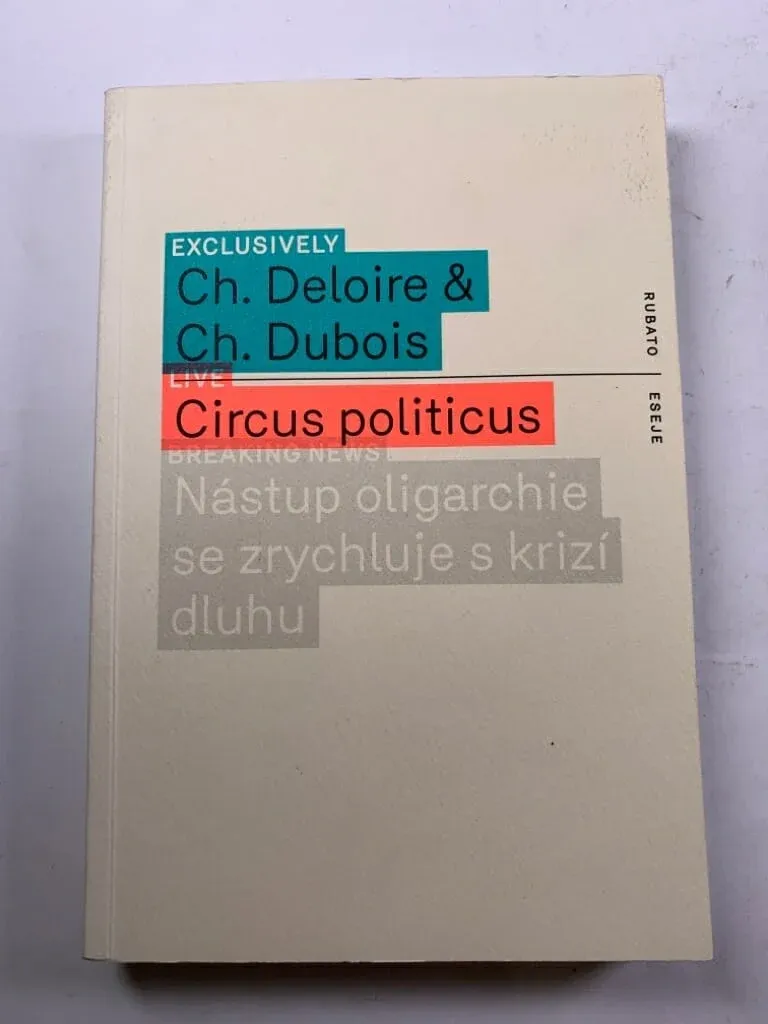 EXCLUSIVELY
Ch. Deloire &
Ch. Dubois
LIVE
Circus politicus
BREAKING NEWS
Nástup oligarchie
se zrychluje s krizí
dluhu
RUBATO
ESEJE